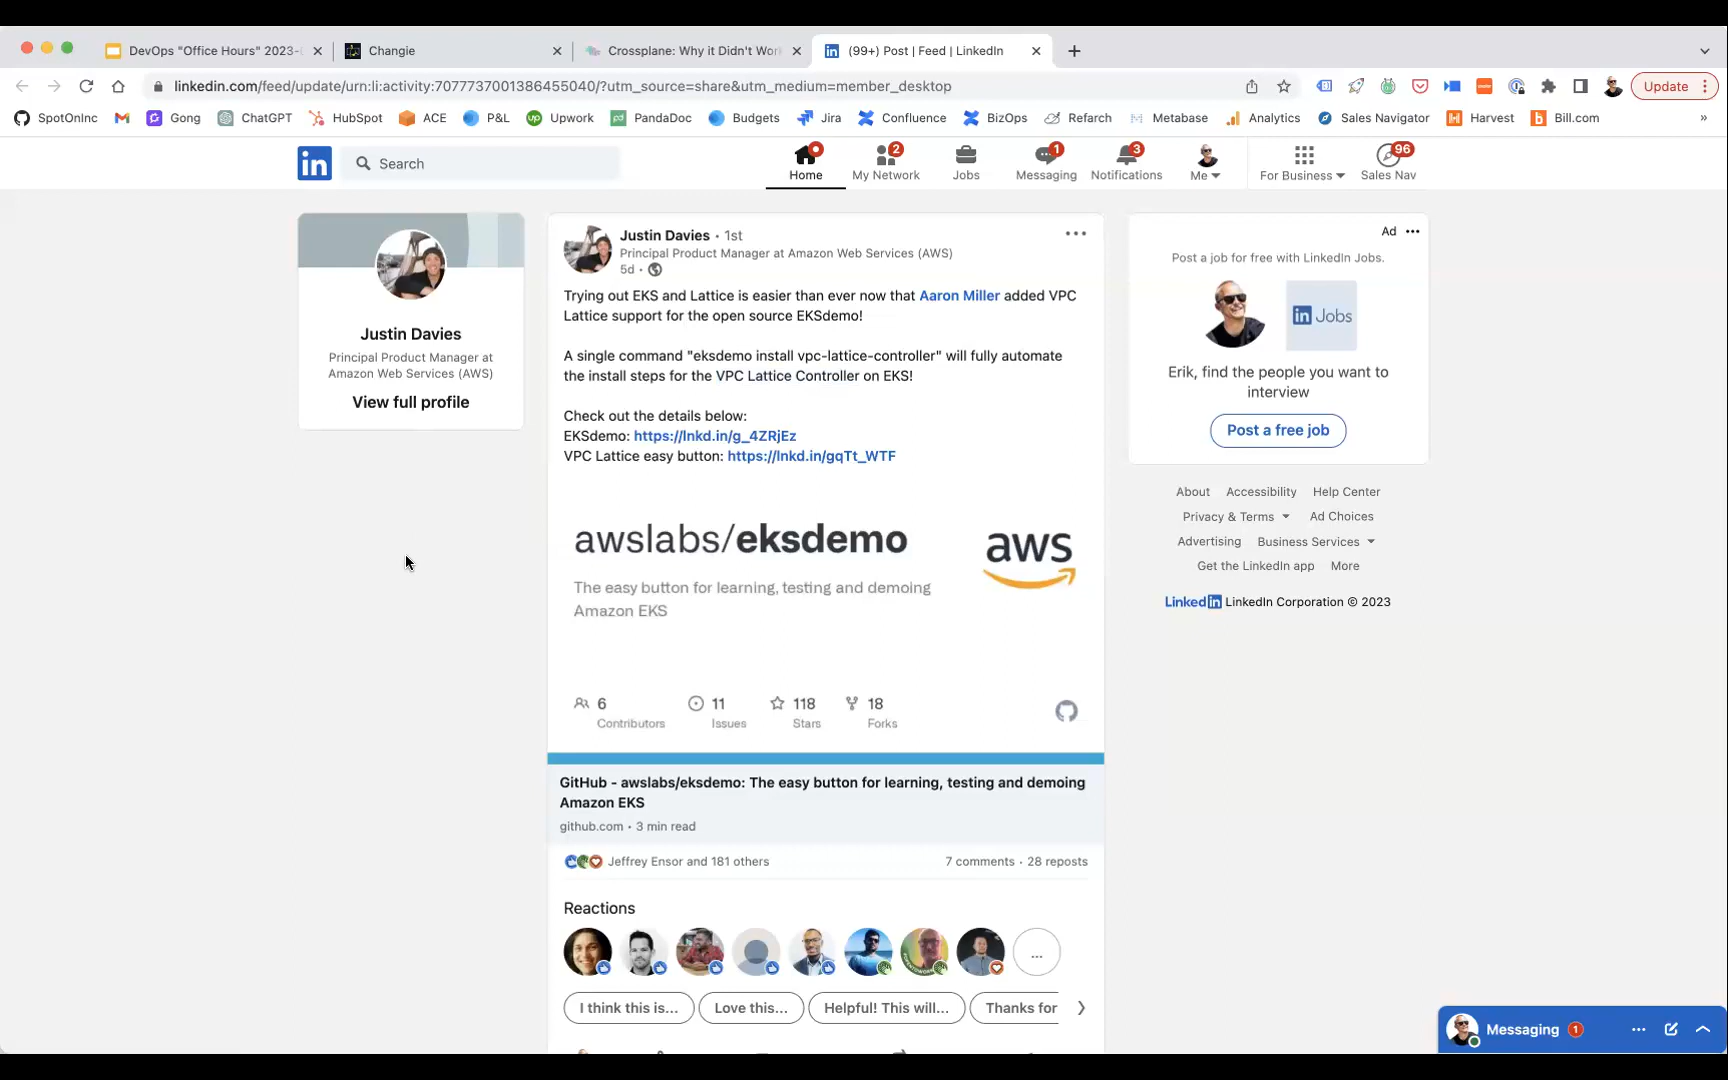 DevOps "Office Hours" 2023-
Changie
Crossplane: Why it Didn't Wor
(99+) Post | Feed | LinkedIn
linkedin.com/feed/update/urn:li:activity:7077737001386455040/?utm_source=share&utm_medium=member_desktop
Update
SpotOnInc
Gong
ChatGPT
HubSpot
ACE
P&L
Upwork
PandaDoc
Budgets
Jira
Confluence
BizOps
Refarch
Metabase
Analytics
Sales Navigator
Harvest
Bill.com
»
in
Search
Home
2
My Network
Jobs
1
Messaging
3
Notifications
Me
For Business
96
Sales Nav
Justin Davies
Principal Product Manager at
Amazon Web Services (AWS)
View full profile
Justin Davies • 1st
Principal Product Manager at Amazon Web Services (AWS)
5d •
Trying out EKS and Lattice is easier than ever now that Aaron Miller added VPC
Lattice support for the open source EKSdemo!
A single command "eksdemo install vpc-lattice-controller" will fully automate
the install steps for the VPC Lattice Controller on EKS!
Check out the details below:
EKSdemo: https://lnkd.in/g_4ZRjEz
VPC Lattice easy button: https://lnkd.in/gqTt_WTF
awslabs/eksdemo
aws
The easy button for learning, testing and demoing
Amazon EKS
6
Contributors
11
Issues
118
Stars
18
Forks
GitHub - awslabs/eksdemo: The easy button for learning, testing and demoing
Amazon EKS
github.com • 3 min read
Jeffrey Ensor and 181 others
7 comments • 28 reposts
Reactions
...
I think this is...
Love this...
Helpful! This will...
Thanks for
Ad
Post a job for free with LinkedIn Jobs.
in Jobs
Erik, find the people you want to
interview
Post a free job
About
Accessibility
Help Center
Privacy & Terms
Ad Choices
Advertising
Business Services
Get the LinkedIn app
More
LinkedIn LinkedIn Corporation © 2023
Messaging 1